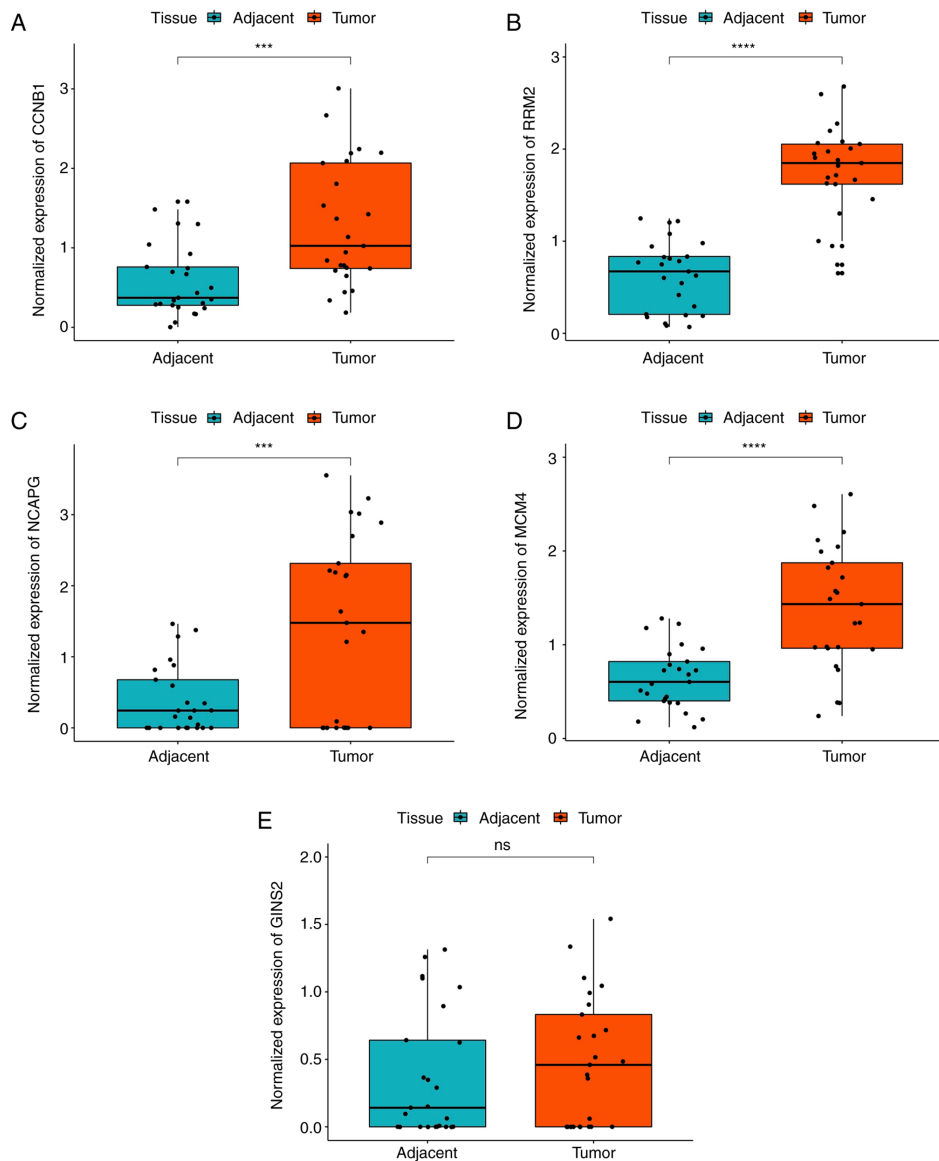 A
Tissue Adjacent Tumor
***
Normalized expression of CCNB1
3
2
1
0
Adjacent Tumor
B
Tissue Adjacent Tumor
****
Normalized expression of RRM2
3
2
1
0
Adjacent Tumor
C
Tissue Adjacent Tumor
***
Normalized expression of NCAPG
3
2
1
0
Adjacent Tumor
D
Tissue Adjacent Tumor
****
Normalized expression of MCM4
3
2
1
0
Adjacent Tumor
E
Tissue Adjacent Tumor
ns
Normalized expression of GINS2
2.0
1.5
1.0
0.5
0.0
Adjacent Tumor